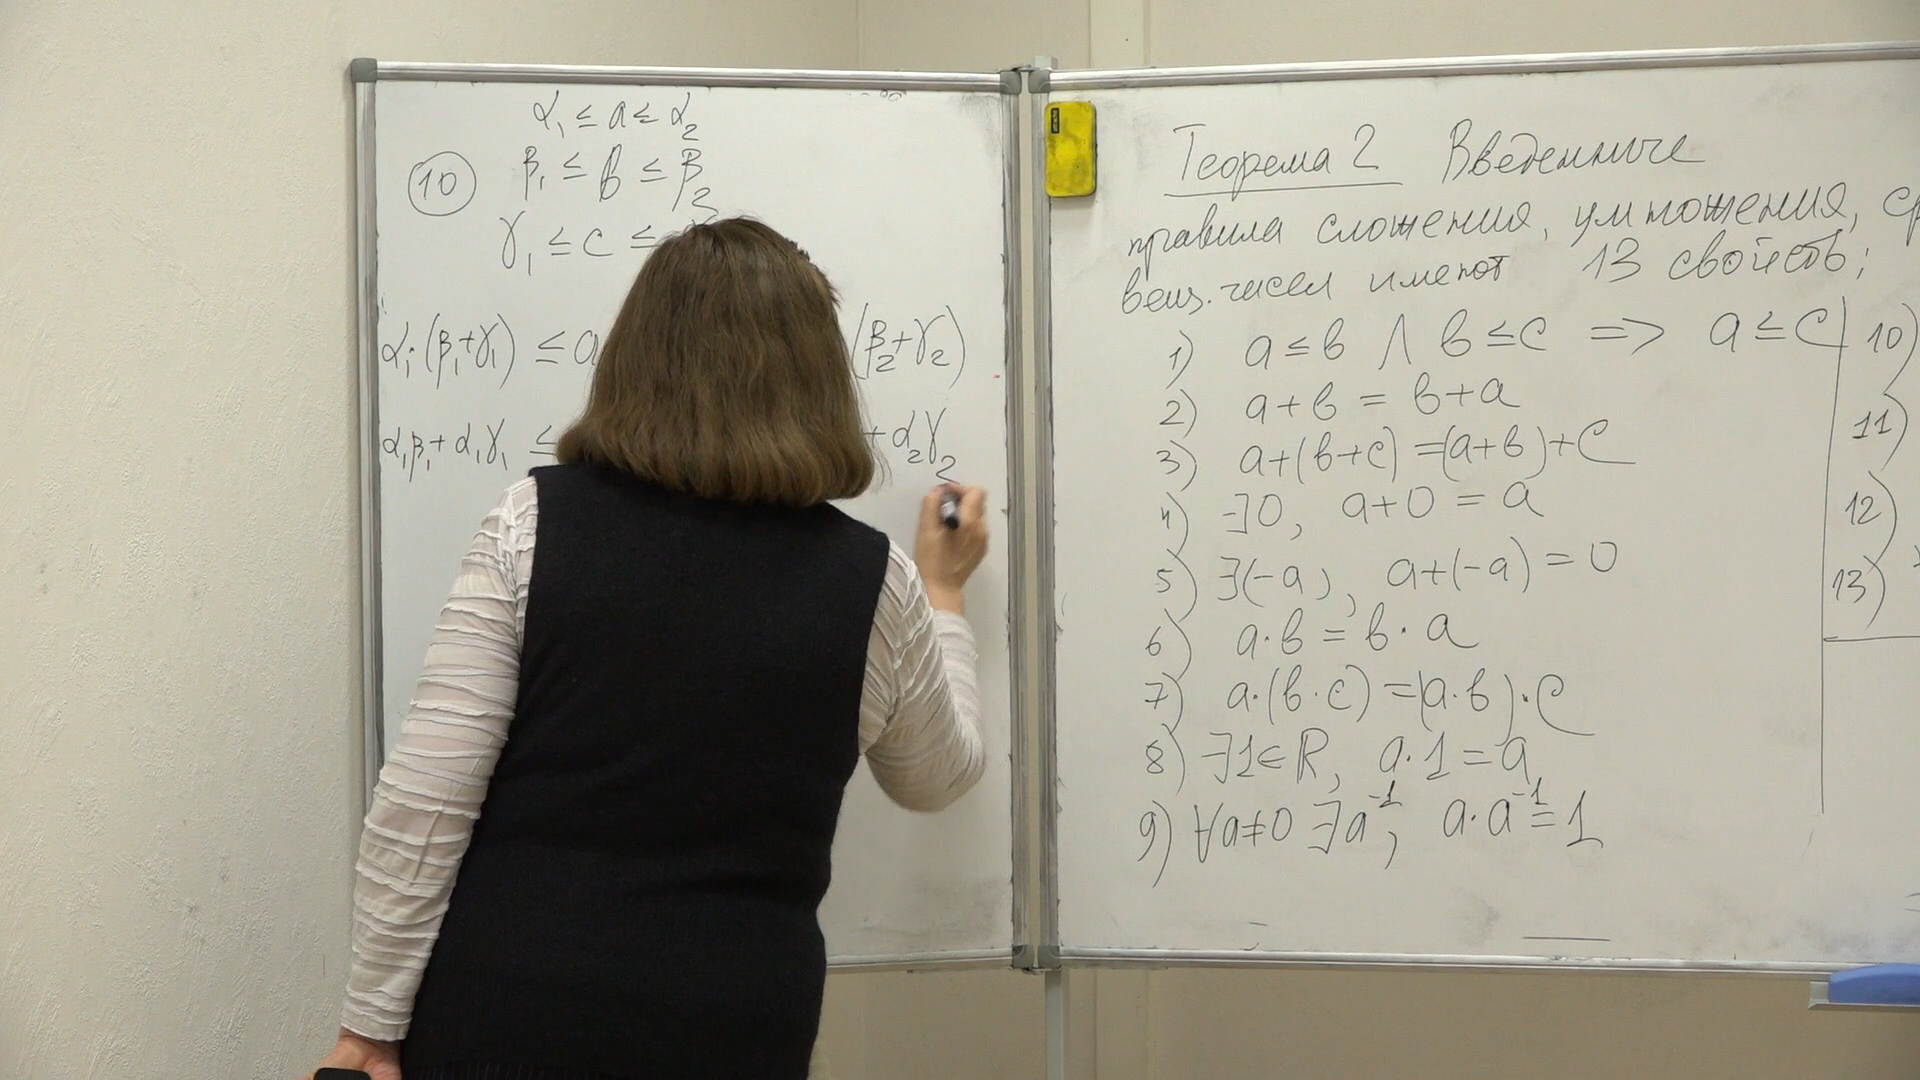 α₁ ≤ a ≤ α₂
⑩ β₁ ≤ b ≤ β₂
γ₁ ≤ c ≤
α₁·(β₁+γ₁) ≤ a (β₂+γ₂)
α₁β₁+α₁γ₁ ≤ +α₂γ₂
Теорема 2 Введенные
правила сложения, умножения, ср
вещ. чисел имеют 13 свойств;
1) a ≤ b ∧ b ≤ c => a ≤ c
2) a+b = b+a
3) a+(b+c) =(a+b)+c
4) ∃0, a+0 = a
5) ∃(-a), a+(-a) = 0
6) a·b = b·a
7) a·(b·c) =(a·b)·c
8) ∃1∈R, a·1 = a
9) ∀a≠0 ∃a⁻¹, a·a⁻¹=1
10)
11)
12)
13)